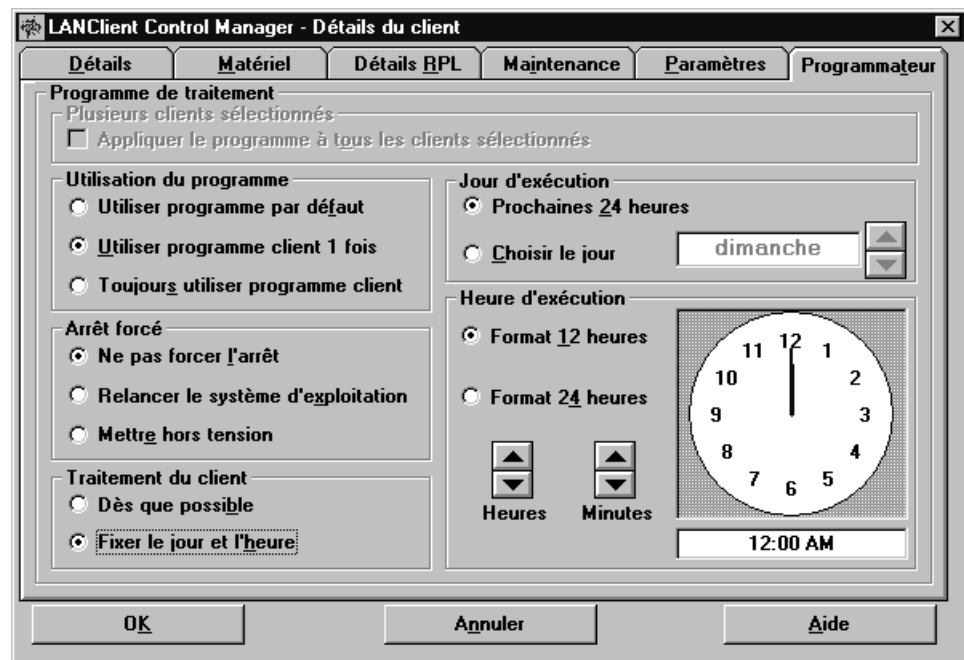 LANClient Control Manager - Détails du client
Détails Matériel Détails RPL Maintenance Paramètres Programmateur
Programme de traitement
Plusieurs clients sélectionnés
Appliquer le programme à tous les clients sélectionnés
Utilisation du programme
Utiliser programme par défaut
Utiliser programme client 1 fois
Toujours utiliser programme client
Arrêt forcé
Ne pas forcer l'arrêt
Relancer le système d'exploitation
Mettre hors tension
Traitement du client
Dès que possible
Fixer le jour et l'heure
Jour d'exécution
Prochaines 24 heures
Choisir le jour dimanche
Heure d'exécution
Format 12 heures
Format 24 heures
Heures Minutes
12
1
2
3
4
5
6
7
8
9
10
11
12:00 AM
OK Annuler Aide